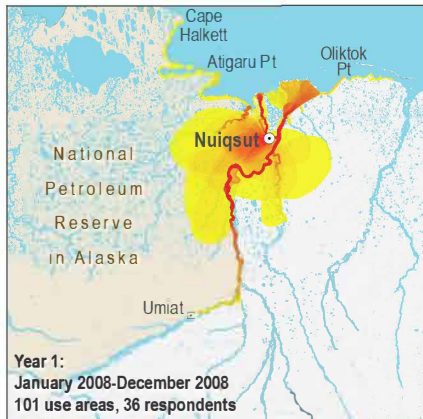 Cape
Halkett
Atigaru Pt
Oliktok
Pt
Nuiqsut
National
Petroleum
Reserve
in Alaska
Umiat
Year 1:
January 2008-December 2008
101 use areas, 36 respondents